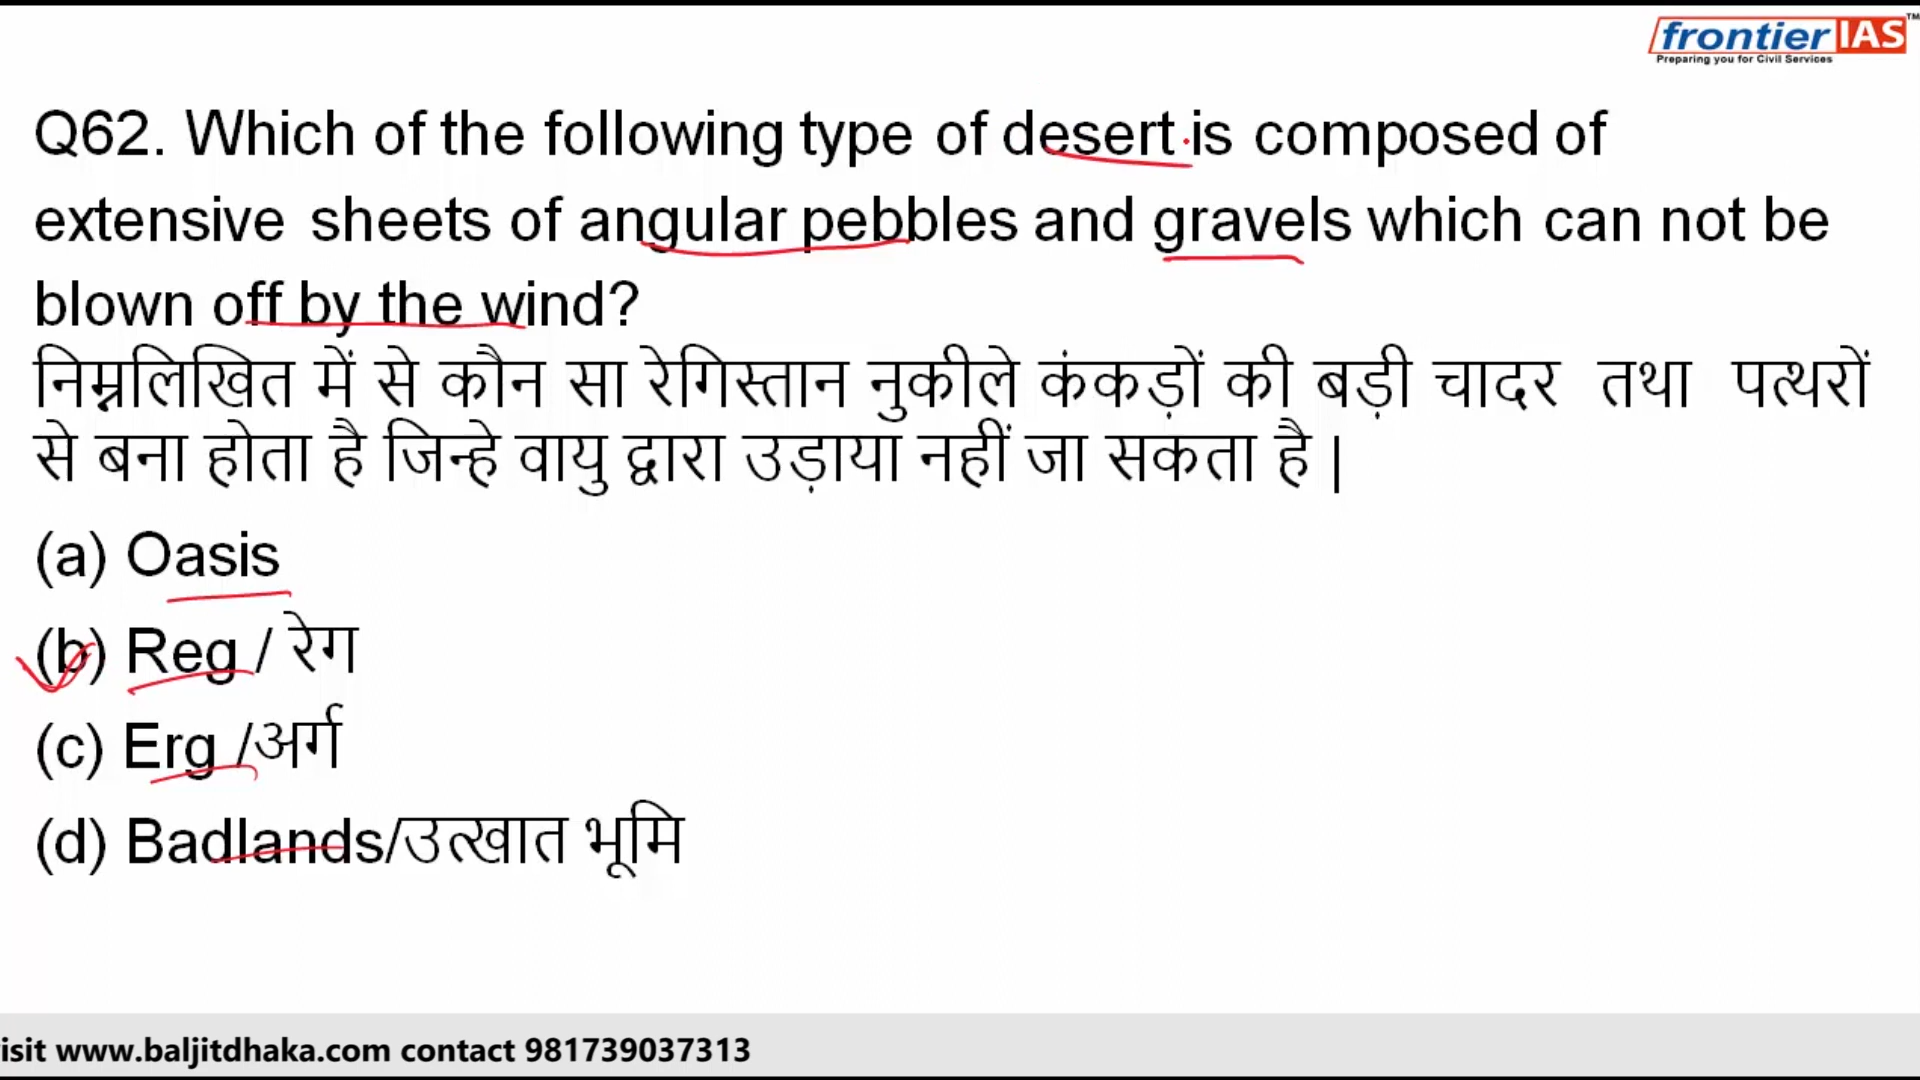 frontier IAS™
Preparing you for Civil Services
Q62. Which of the following type of desert is composed of
extensive sheets of angular pebbles and gravels which can not be
blown off by the wind?
निम्नलिखित में से कौन सा रेगिस्तान नुकीले कंकड़ों की बड़ी चादर तथा पत्थरों
से बना होता है जिन्हे वायु द्वारा उड़ाया नहीं जा सकता है |
(a) Oasis
(b) Reg / रेग
(c) Erg /अर्ग
(d) Badlands/उत्खात भूमि
isit www.baljitdhaka.com contact 981739037313